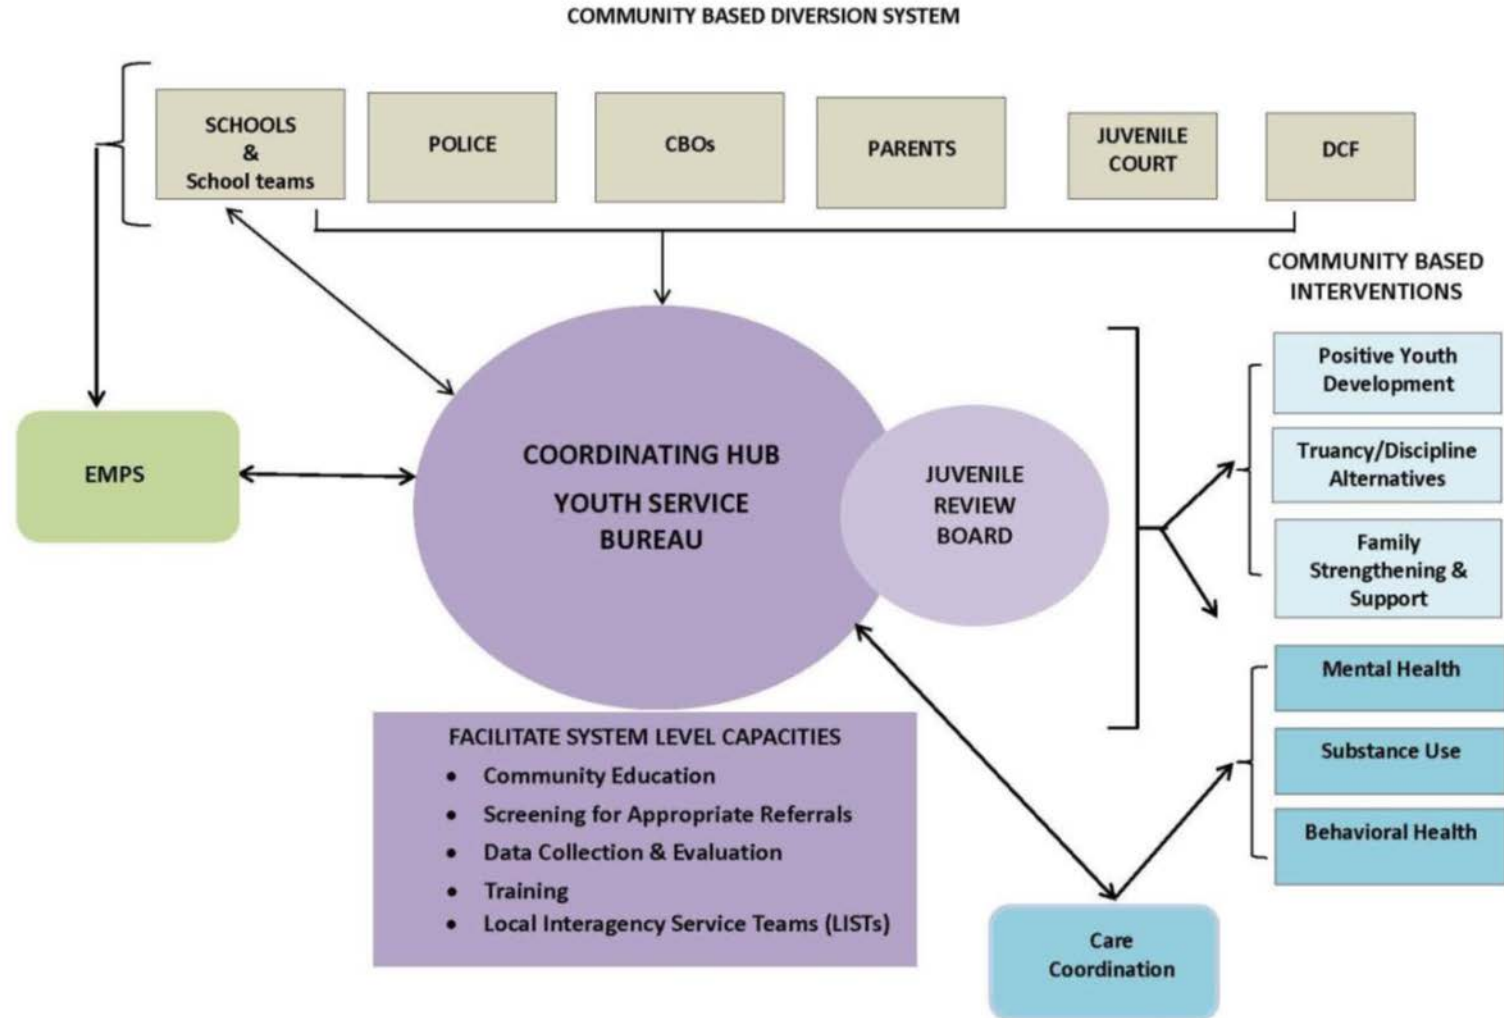 COMMUNITY BASED DIVERSION SYSTEM
SCHOOLS
&
School teams
POLICE
CBOs
PARENTS
JUVENILE
COURT
DCF
COMMUNITY BASED
INTERVENTIONS
Positive Youth
Development
Truancy/Discipline
Alternatives
Family
Strengthening &
Support
EMPS
COORDINATING HUB
YOUTH SERVICE
BUREAU
JUVENILE
REVIEW
BOARD
Mental Health
Substance Use
Behavioral Health
FACILITATE SYSTEM LEVEL CAPACITIES
• Community Education
• Screening for Appropriate Referrals
• Data Collection & Evaluation
• Training
• Local Interagency Service Teams (LISTs)
Care
Coordination